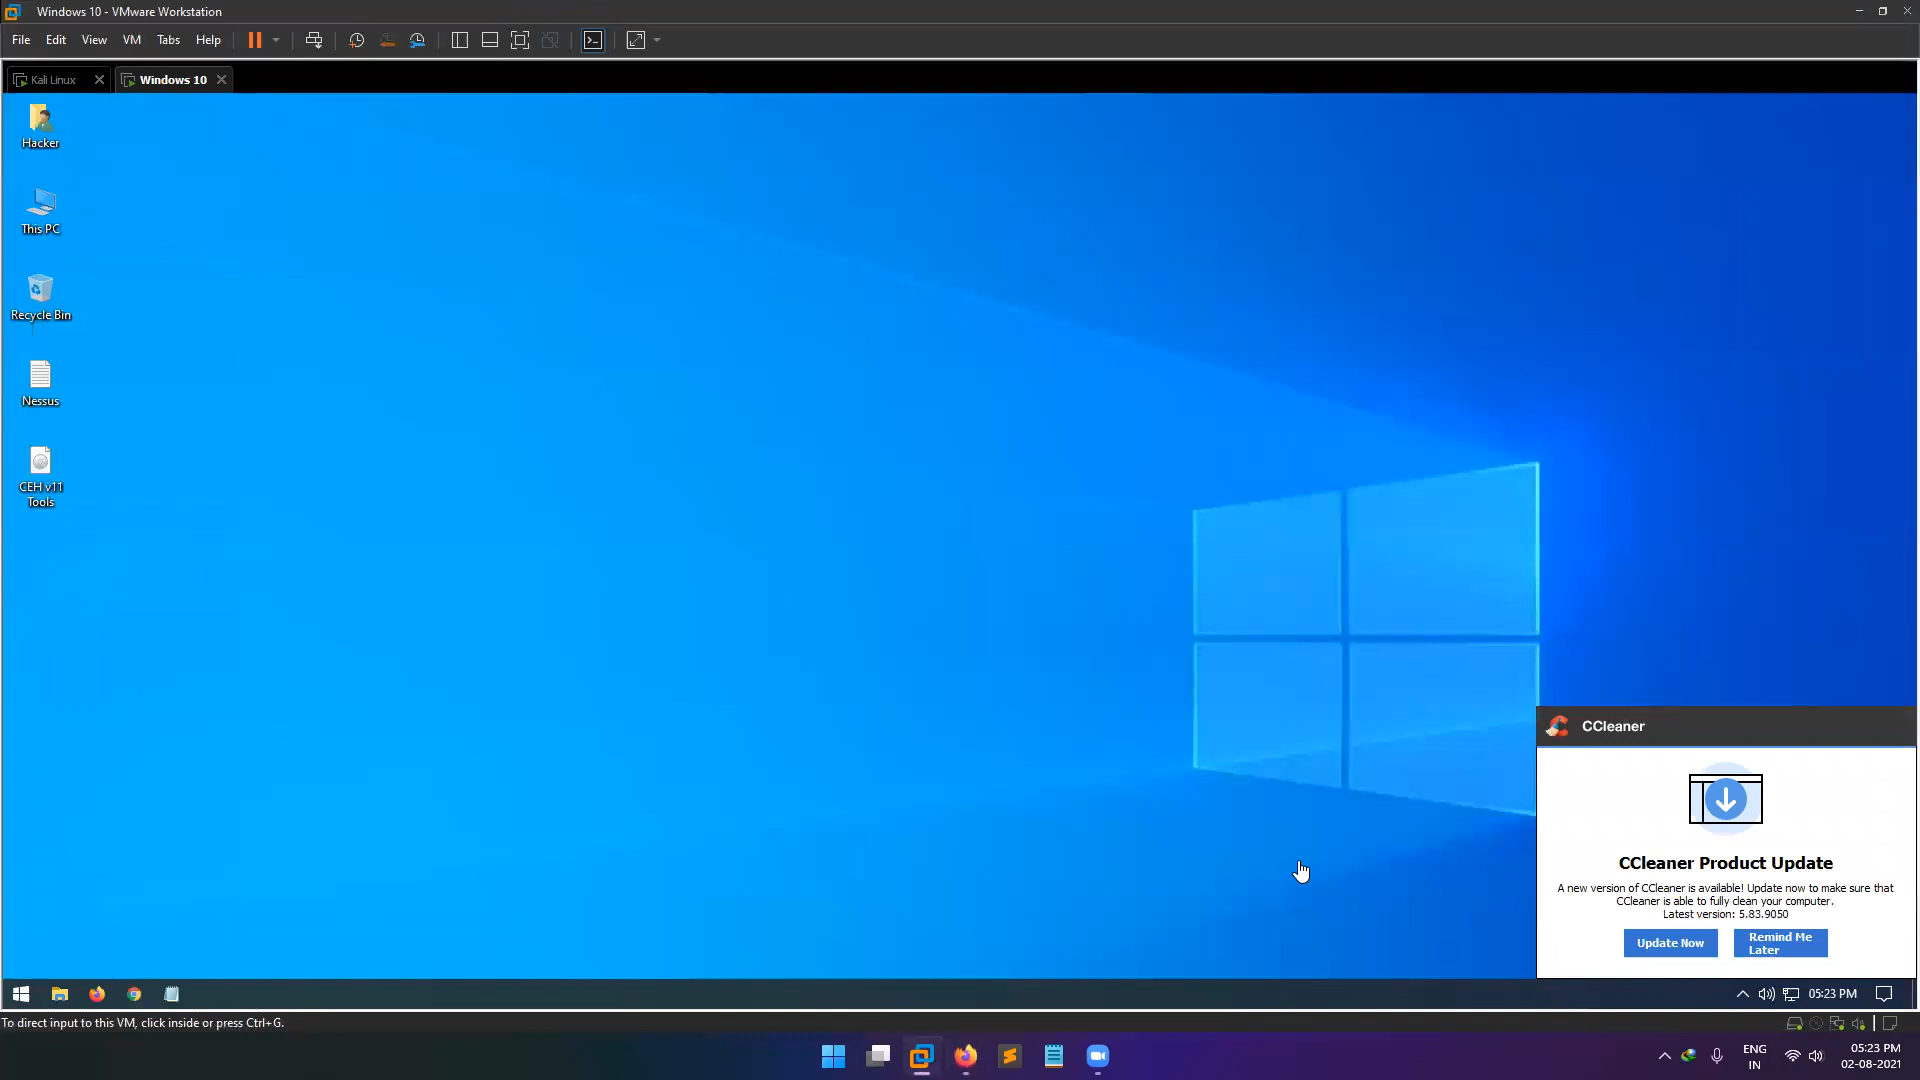 Windows 10 - VMware Workstation
File Edit View VM Tabs Help
Kali Linux Windows 10
Hacker
This PC
Recycle Bin
Nessus
CEH v11
Tools
CCleaner
CCleaner Product Update
A new version of CCleaner is available! Update now to make sure that
CCleaner is able to fully clean your computer.
Latest version: 5.83.9050
Update Now
Remind Me
Later
05:23 PM
To direct input to this VM, click inside or press Ctrl+G.
ENG
IN
05:23 PM
02-08-2021